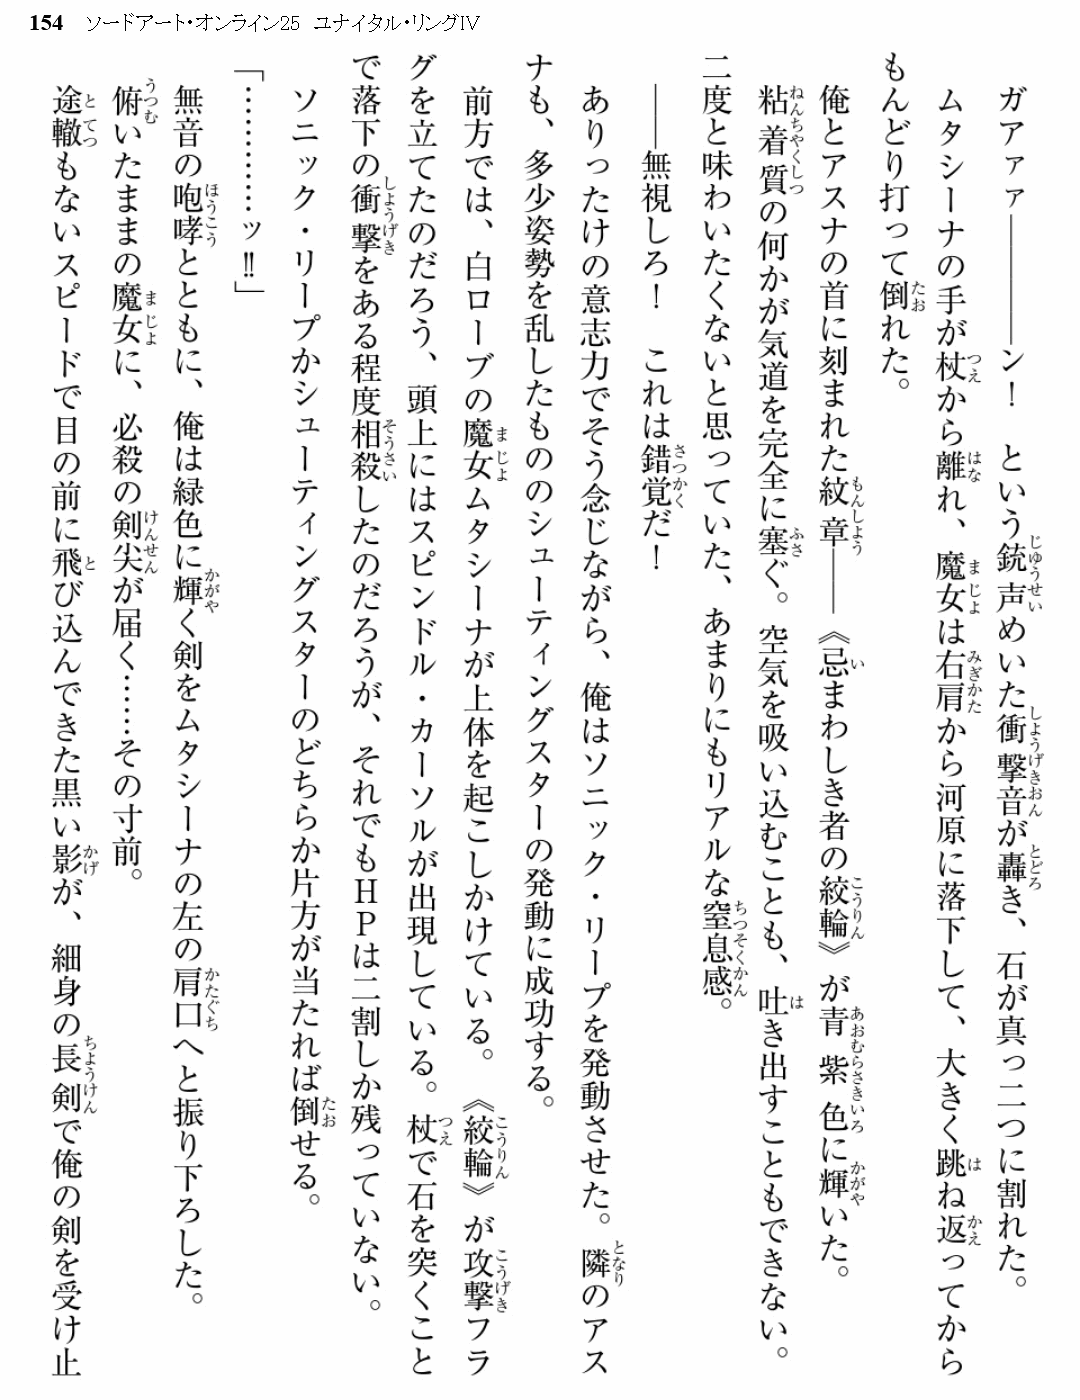 154 ソードアート・オンライン25 ユナイタル・リングⅣ
ガアァァ――――ン！　という銃声めいた衝撃音が轟き、石が真っ二つに割れた。
ムタシーナの手が杖から離れ、魔女は右肩から河原に落下して、大きく跳ね返ってから
もんどり打って倒れた。
俺とアスナの首に刻まれた紋章――《忌まわしき者の絞輪》が青紫色に輝いた。
粘着質の何かが気道を完全に塞ぐ。空気を吸い込むことも、吐き出すこともできない。
二度と味わいたくないと思っていた、あまりにもリアルな窒息感。
――無視しろ！　これは錯覚だ！
ありったけの意志力でそう念じながら、俺はソニック・リープを発動させた。隣のアス
ナも、多少姿勢を乱したもののシューティングスターの発動に成功する。
前方では、白ローブの魔女ムタシーナが上体を起こしかけている。《絞輪》が攻撃フラ
グを立てたのだろう、頭上にはスピンドル・カーソルが出現している。杖で石を突くこと
で落下の衝撃をある程度相殺したのだろうが、それでもＨＰは二割しか残っていない。
ソニック・リープかシューティングスターのどちらか片方が当たれば倒せる。
「…………ッ‼」
無音の咆哮とともに、俺は緑色に輝く剣をムタシーナの左の肩口へと振り下ろした。
俯いたままの魔女に、必殺の剣尖が届く……その寸前。
途轍もないスピードで目の前に飛び込んできた黒い影が、細身の長剣で俺の剣を受け止